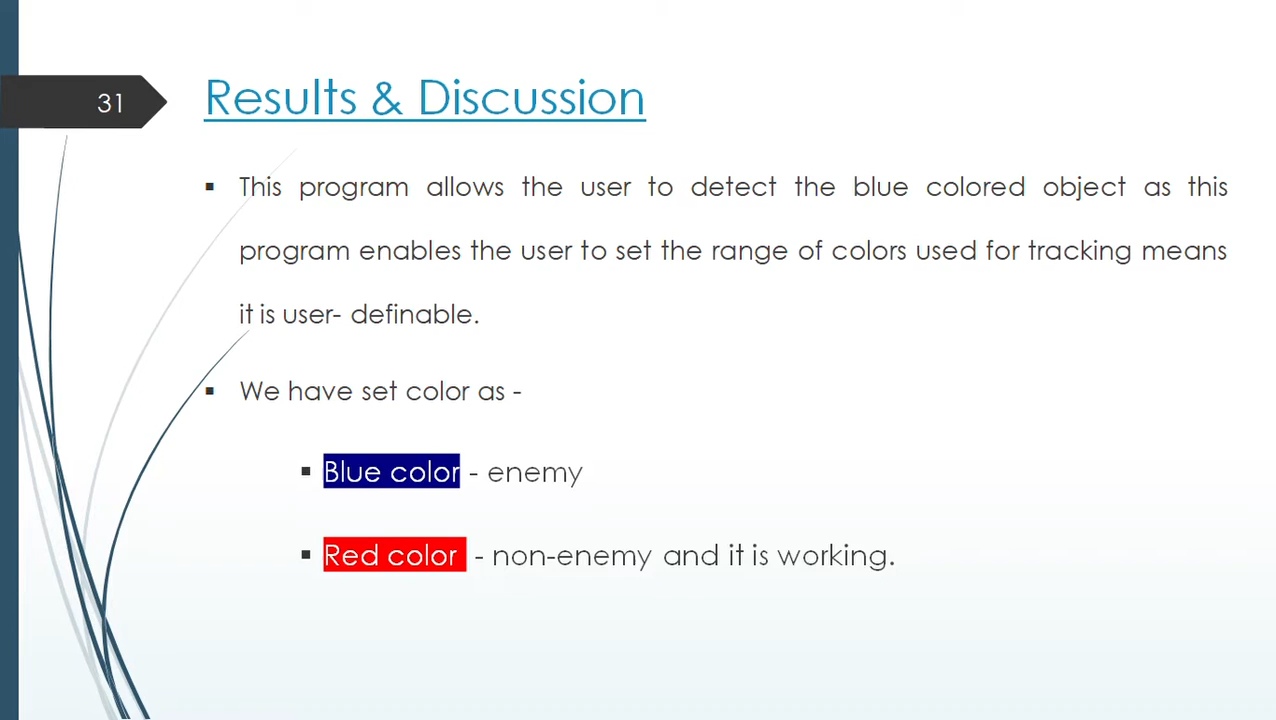 31
Results & Discussion
▪ This program allows the user to detect the blue colored object as this
program enables the user to set the range of colors used for tracking means
it is user- definable.
▪ We have set color as -
▪ Blue color - enemy
▪ Red color - non-enemy and it is working.